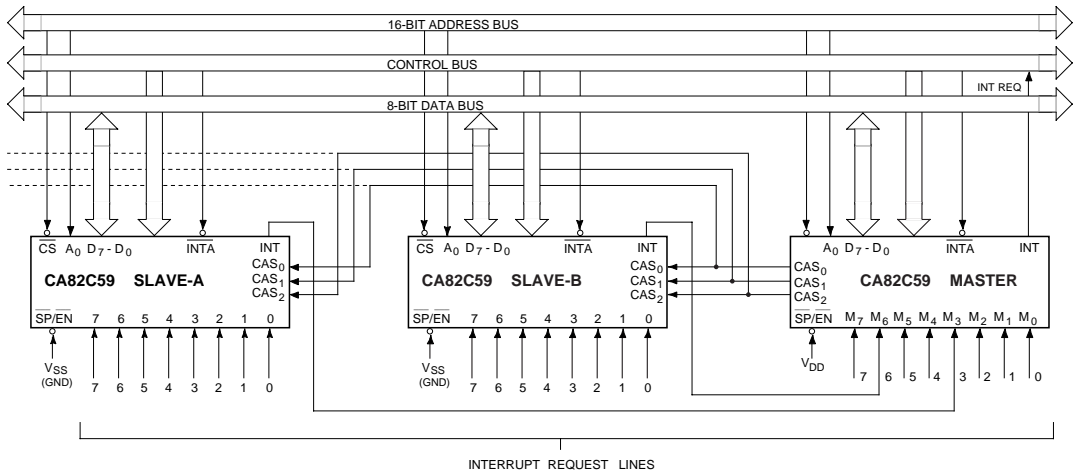 16-BIT ADDRESS BUS
CONTROL BUS
INT REQ
8-BIT DATA BUS
CS A0 D7 - D0 INTA INT
CAS0
CA82C59 SLAVE-A CAS1
CAS2
SP/EN 7 6 5 4 3 2 1 0
VSS
(GND)
7 6 5 4 3 2 1 0
CS A0 D7 - D0 INTA INT
CAS0
CA82C59 SLAVE-B CAS1
CAS2
SP/EN 7 6 5 4 3 2 1 0
VSS
(GND)
7 6 5 4 3 2 1 0
A0 D7 - D0 INTA INT
CAS0
CAS1 CA82C59 MASTER
CAS2
SP/EN M7 M6 M5 M4 M3 M2 M1 M0
VDD
7 6 5 4 3 2 1 0
INTERRUPT REQUEST LINES